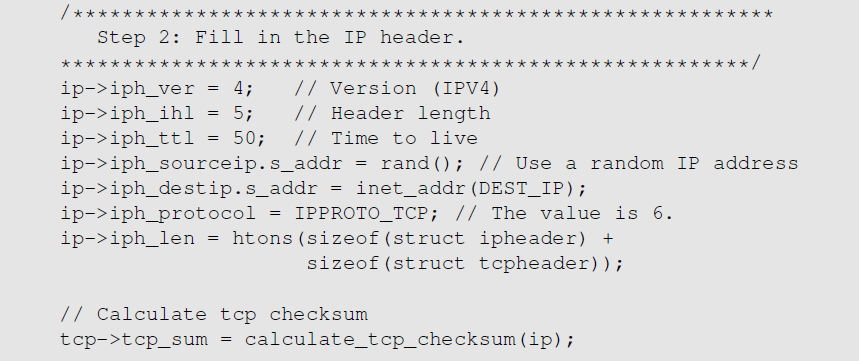 /*********************************************************
Step 2: Fill in the IP header.
********************************************************/
ip->iph_ver = 4; // Version (IPV4)
ip->iph_ihl = 5; // Header length
ip->iph_ttl = 50; // Time to live
ip->iph_sourceip.s_addr = rand(); // Use a random IP address
ip->iph_destip.s_addr = inet_addr(DEST_IP);
ip->iph_protocol = IPPROTO_TCP; // The value is 6.
ip->iph_len = htons(sizeof(struct ipheader) +
sizeof(struct tcpheader));
// Calculate tcp checksum
tcp->tcp_sum = calculate_tcp_checksum(ip);